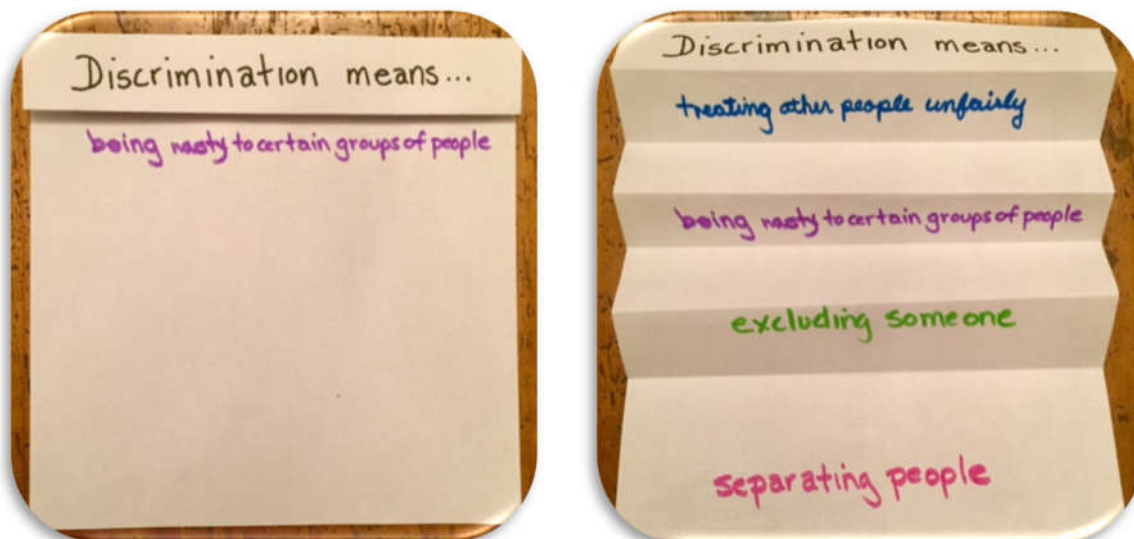 Discrimination means...
being nasty to certain groups of people
Discrimination means...
treating other people unfairly
being nasty to certain groups of people
excluding someone
separating people